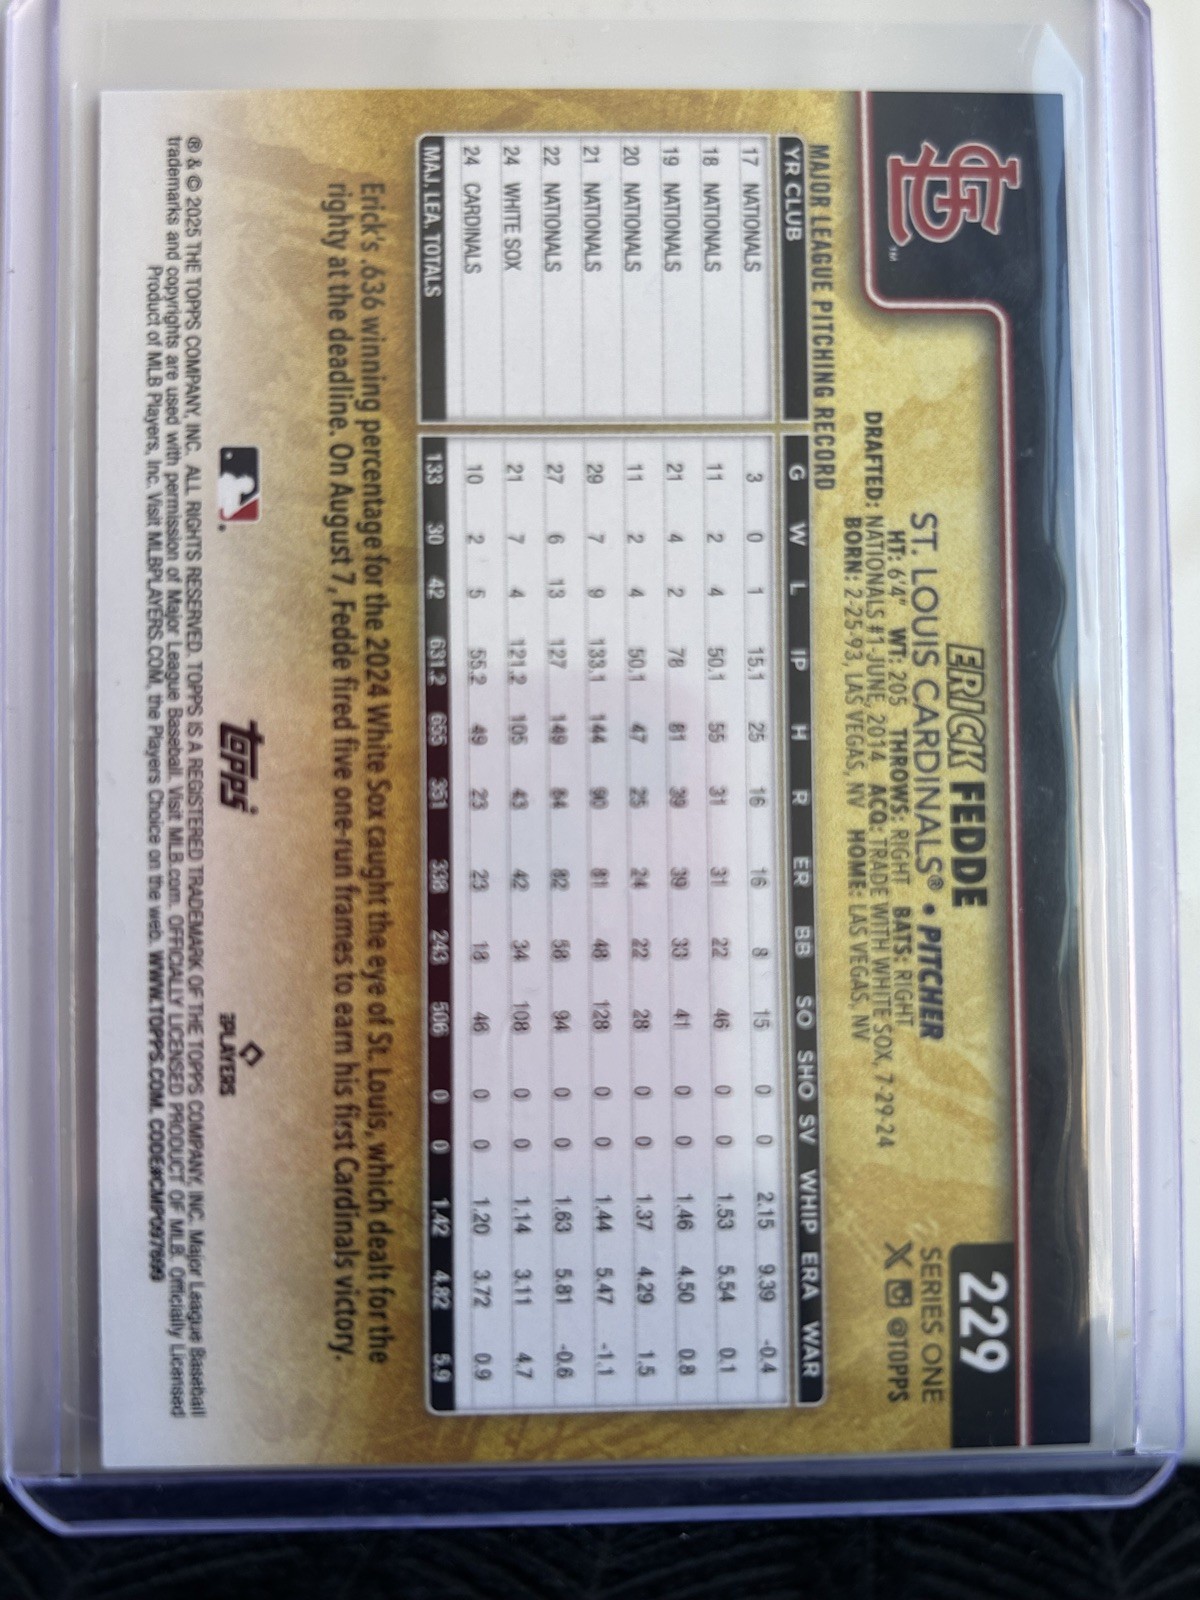 229
SERIES ONE
@TOPPS
ERICK FEDDE
ST. LOUIS CARDINALS® • PITCHER
HT: 6'4" WT: 205 THROWS: RIGHT BATS: RIGHT
DRAFTED: NATIONALS #1-JUNE, 2014 ACQ: TRADE WITH WHITE SOX, 7-29-24
BORN: 2-25-93, LAS VEGAS, NV HOME: LAS VEGAS, NV
MAJOR LEAGUE PITCHING RECORD
YR CLUB G W L IP H R ER BB SO SHO SV WHIP ERA WAR
17 NATIONALS 3 0 1 15.1 25 16 16 8 15 0 0 2.15 9.39 -0.4
18 NATIONALS 11 2 4 50.1 55 31 31 22 46 0 0 1.53 5.54 0.1
19 NATIONALS 21 4 2 78 81 39 39 33 41 0 0 1.46 4.50 0.8
20 NATIONALS 11 2 4 50.1 47 25 24 22 28 0 0 1.37 4.29 1.5
21 NATIONALS 29 7 9 133.1 144 90 81 48 128 0 0 1.44 5.47 -1.1
22 NATIONALS 27 6 13 127 149 84 82 58 94 0 0 1.63 5.81 -0.6
24 WHITE SOX 21 7 4 121.2 105 43 42 34 108 0 0 1.14 3.11 4.7
24 CARDINALS 10 2 5 55.2 49 23 23 18 46 0 0 1.20 3.72 0.9
MAJ. LEA. TOTALS 133 30 42 631.2 655 351 338 243 506 0 0 1.42 4.82 5.9
Erick's .636 winning percentage for the 2024 White Sox caught the eye of St. Louis, which dealt for the
righty at the deadline. On August 7, Fedde fired five one-run frames to earn his first Cardinals victory.
topps
PLAYERS
® & © 2025 THE TOPPS COMPANY, INC. ALL RIGHTS RESERVED. TOPPS IS A REGISTERED TRADEMARK OF THE TOPPS COMPANY, INC. Major League Baseball
trademarks and copyrights are used with permission of Major League Baseball. Visit MLB.com. OFFICIALLY LICENSED PRODUCT OF MLB. Officially Licensed
Product of MLB Players, Inc. Visit MLBPLAYERS.COM, the Players Choice on the web. WWW.TOPPS.COM. CODE#CMP097699